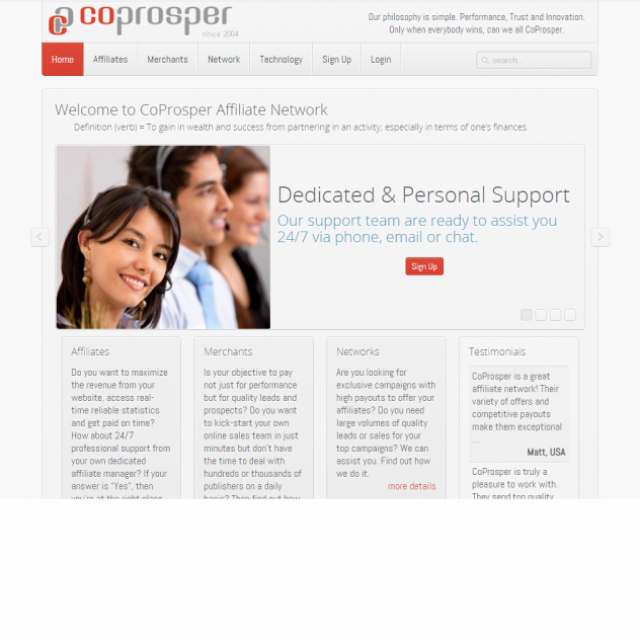 coprosper
since 2004
Our philosophy is simple. Performance, Trust and Innovation.
Only when everybody wins, can we all CoProsper.
Home Affiliates Merchants Network Technology Sign Up Login
search...
Welcome to CoProsper Affiliate Network
Definition (verb) = To gain in wealth and success from partnering in an activity; especially in terms of one's finances.
Dedicated & Personal Support
Our support team are ready to assist you
24/7 via phone, email or chat.
Sign Up
Affiliates
Do you want to maximize
the revenue from your
website, access real-
time reliable statistics
and get paid on time?
How about 24/7
professional support from
your own dedicated
affiliate manager? If your
answer is "Yes", then
you're at the right place
Merchants
Is your objective to pay
not just for performance
but for quality leads and
prospects? Do you want
to kick-start your own
online sales team in just
minutes but don't have
the time to deal with
hundreds or thousands of
publishers on a daily
basis? Then find out how
Networks
Are you looking for
exclusive campaigns with
high payouts to offer your
affiliates? Do you need
large volumes of quality
leads or sales for your
top campaigns? We can
assist you. Find out how
we do it.
more details
Testimonials
CoProsper is a great
affiliate network! Their
variety of offers and
competitive payouts
make them exceptional
...
Matt, USA
CoProsper is truly a
pleasure to work with.
They send top quality